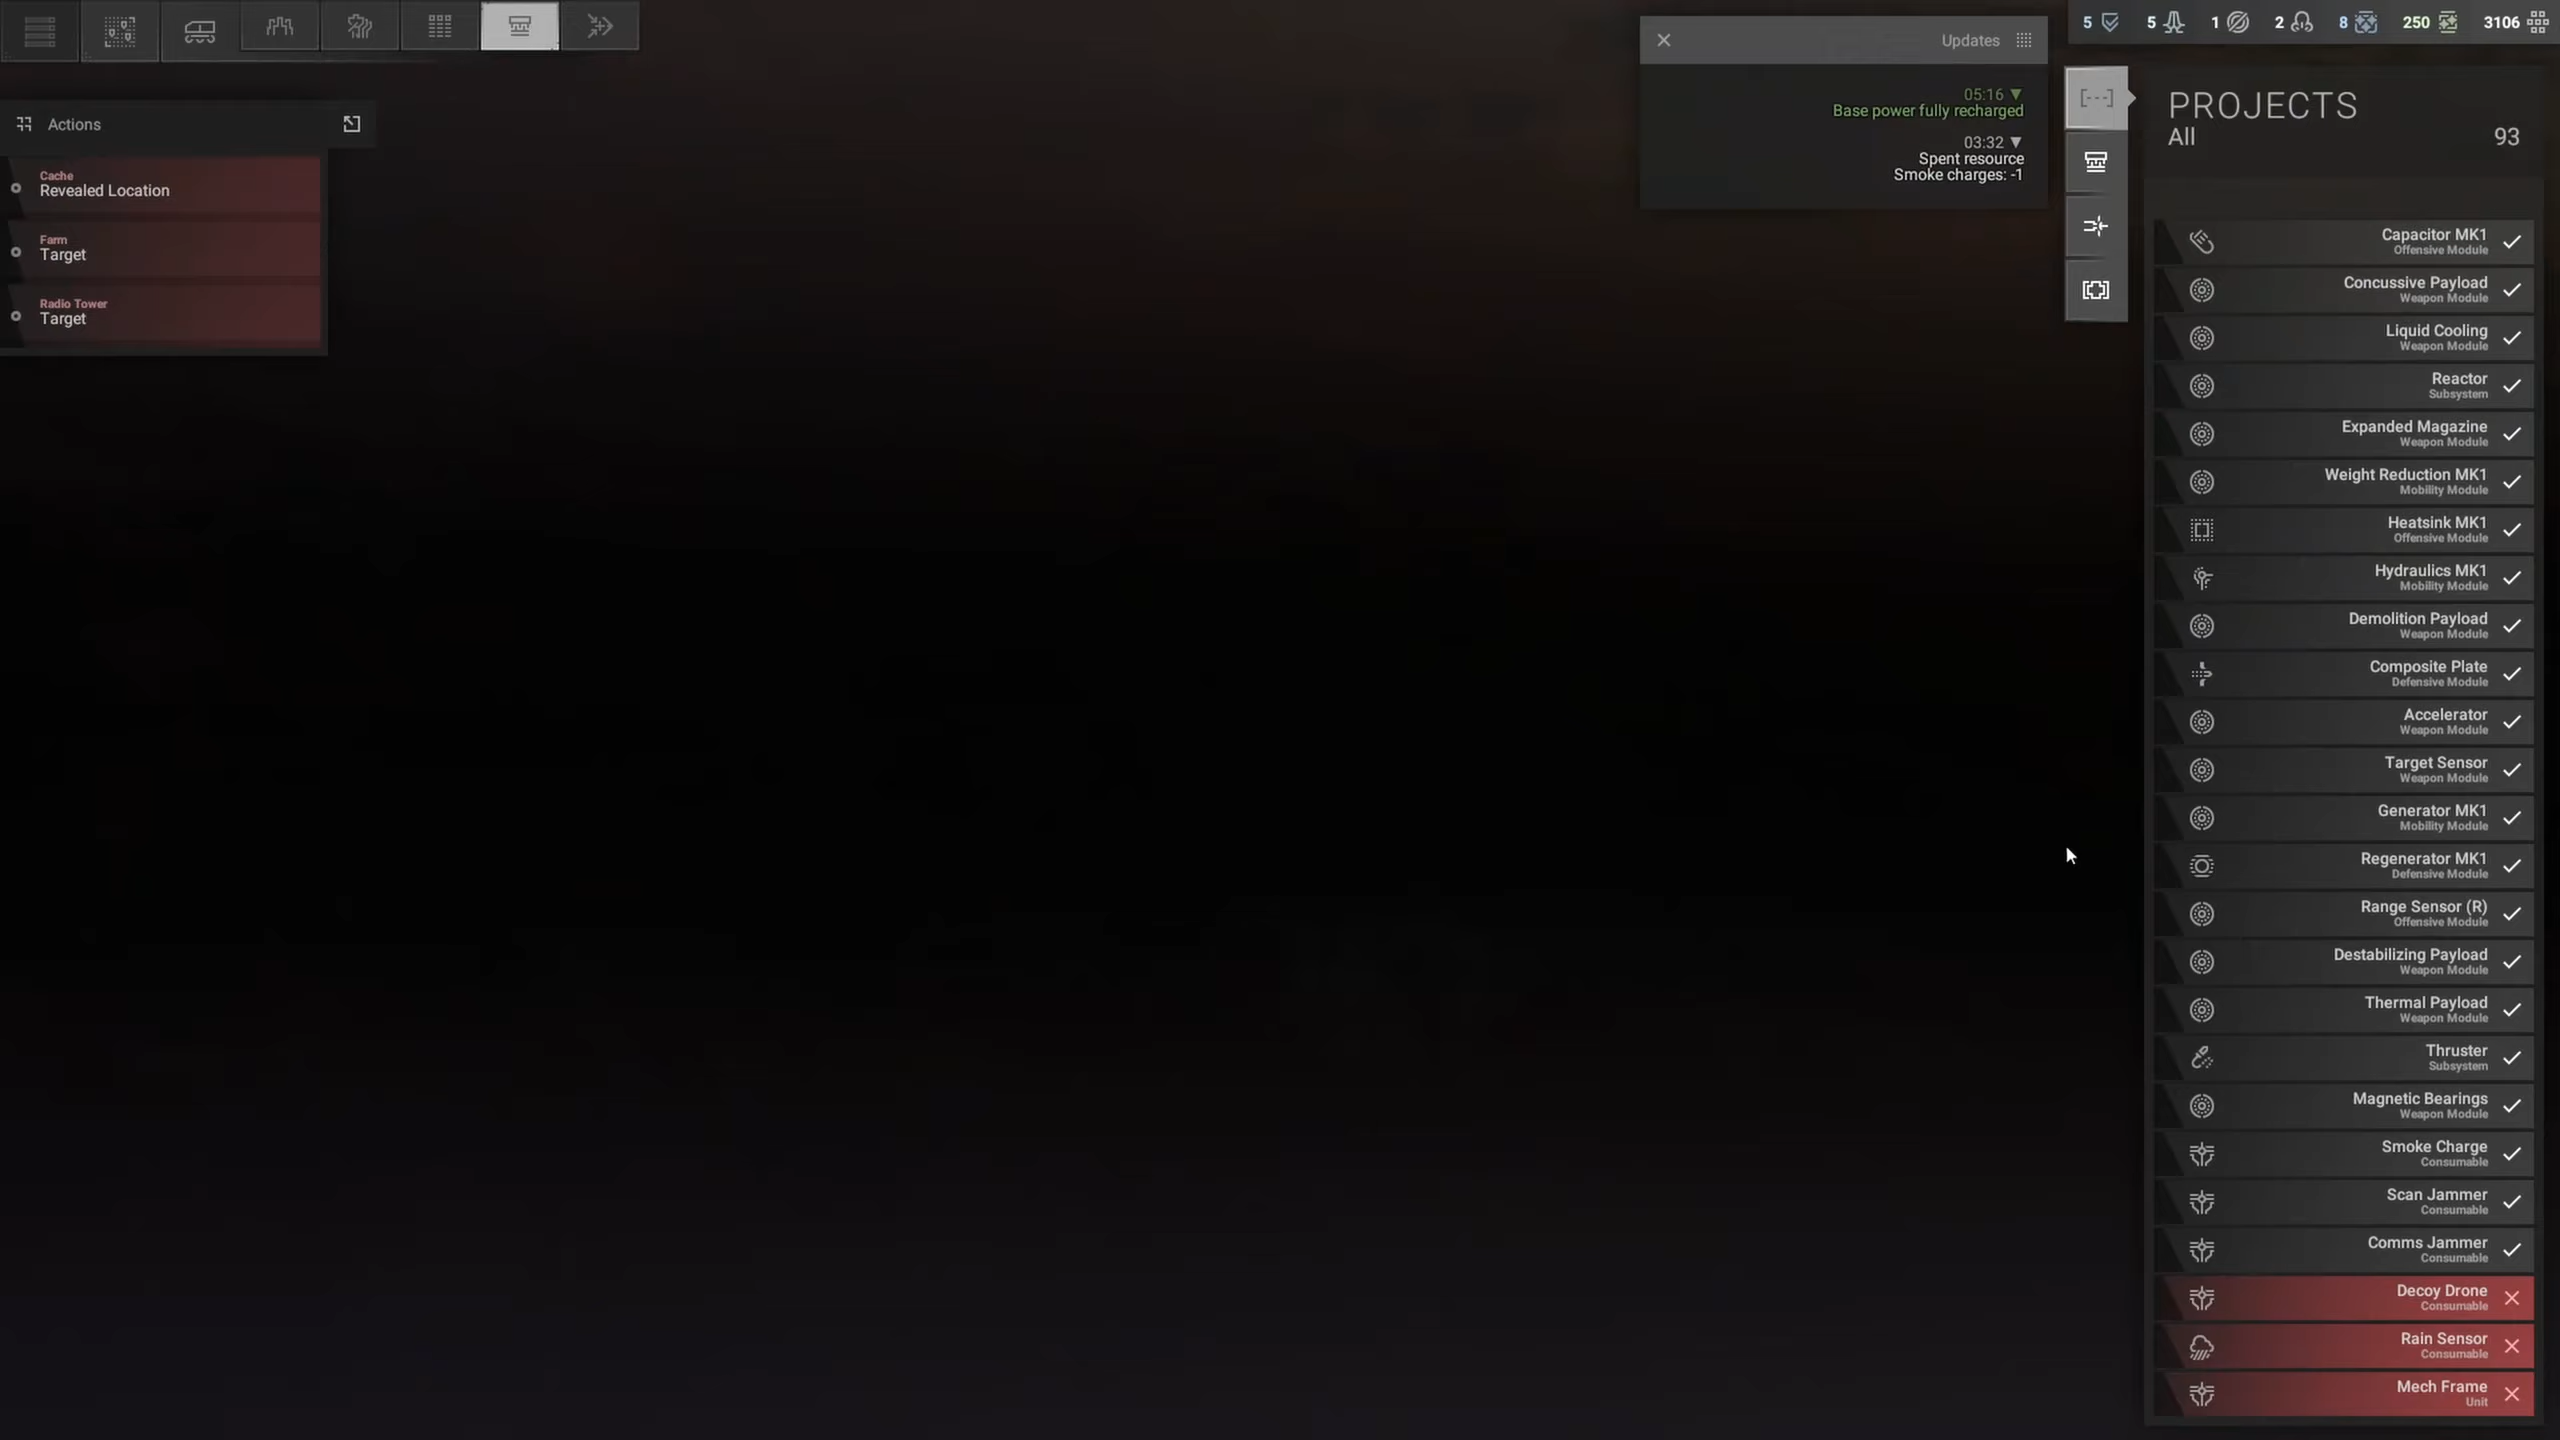 5 5 1 2 8 250 3106
Updates
05:16
Base power fully recharged
03:32
Spent resource
Smoke charges: -1
Actions
Cache
Revealed Location
Farm
Target
Radio Tower
Target
PROJECTS
All 93
Capacitor MK1
Offensive Module
Concussive Payload
Weapon Module
Liquid Cooling
Weapon Module
Reactor
Subsystem
Expanded Magazine
Weapon Module
Weight Reduction MK1
Mobility Module
Heatsink MK1
Offensive Module
Hydraulics MK1
Mobility Module
Demolition Payload
Weapon Module
Composite Plate
Defensive Module
Accelerator
Weapon Module
Target Sensor
Weapon Module
Generator MK1
Mobility Module
Regenerator MK1
Defensive Module
Range Sensor (R)
Offensive Module
Destabilizing Payload
Weapon Module
Thermal Payload
Weapon Module
Thruster
Subsystem
Magnetic Bearings
Weapon Module
Smoke Charge
Consumable
Scan Jammer
Consumable
Comms Jammer
Consumable
Decoy Drone
Consumable
Rain Sensor
Consumable
Mech Frame
Unit